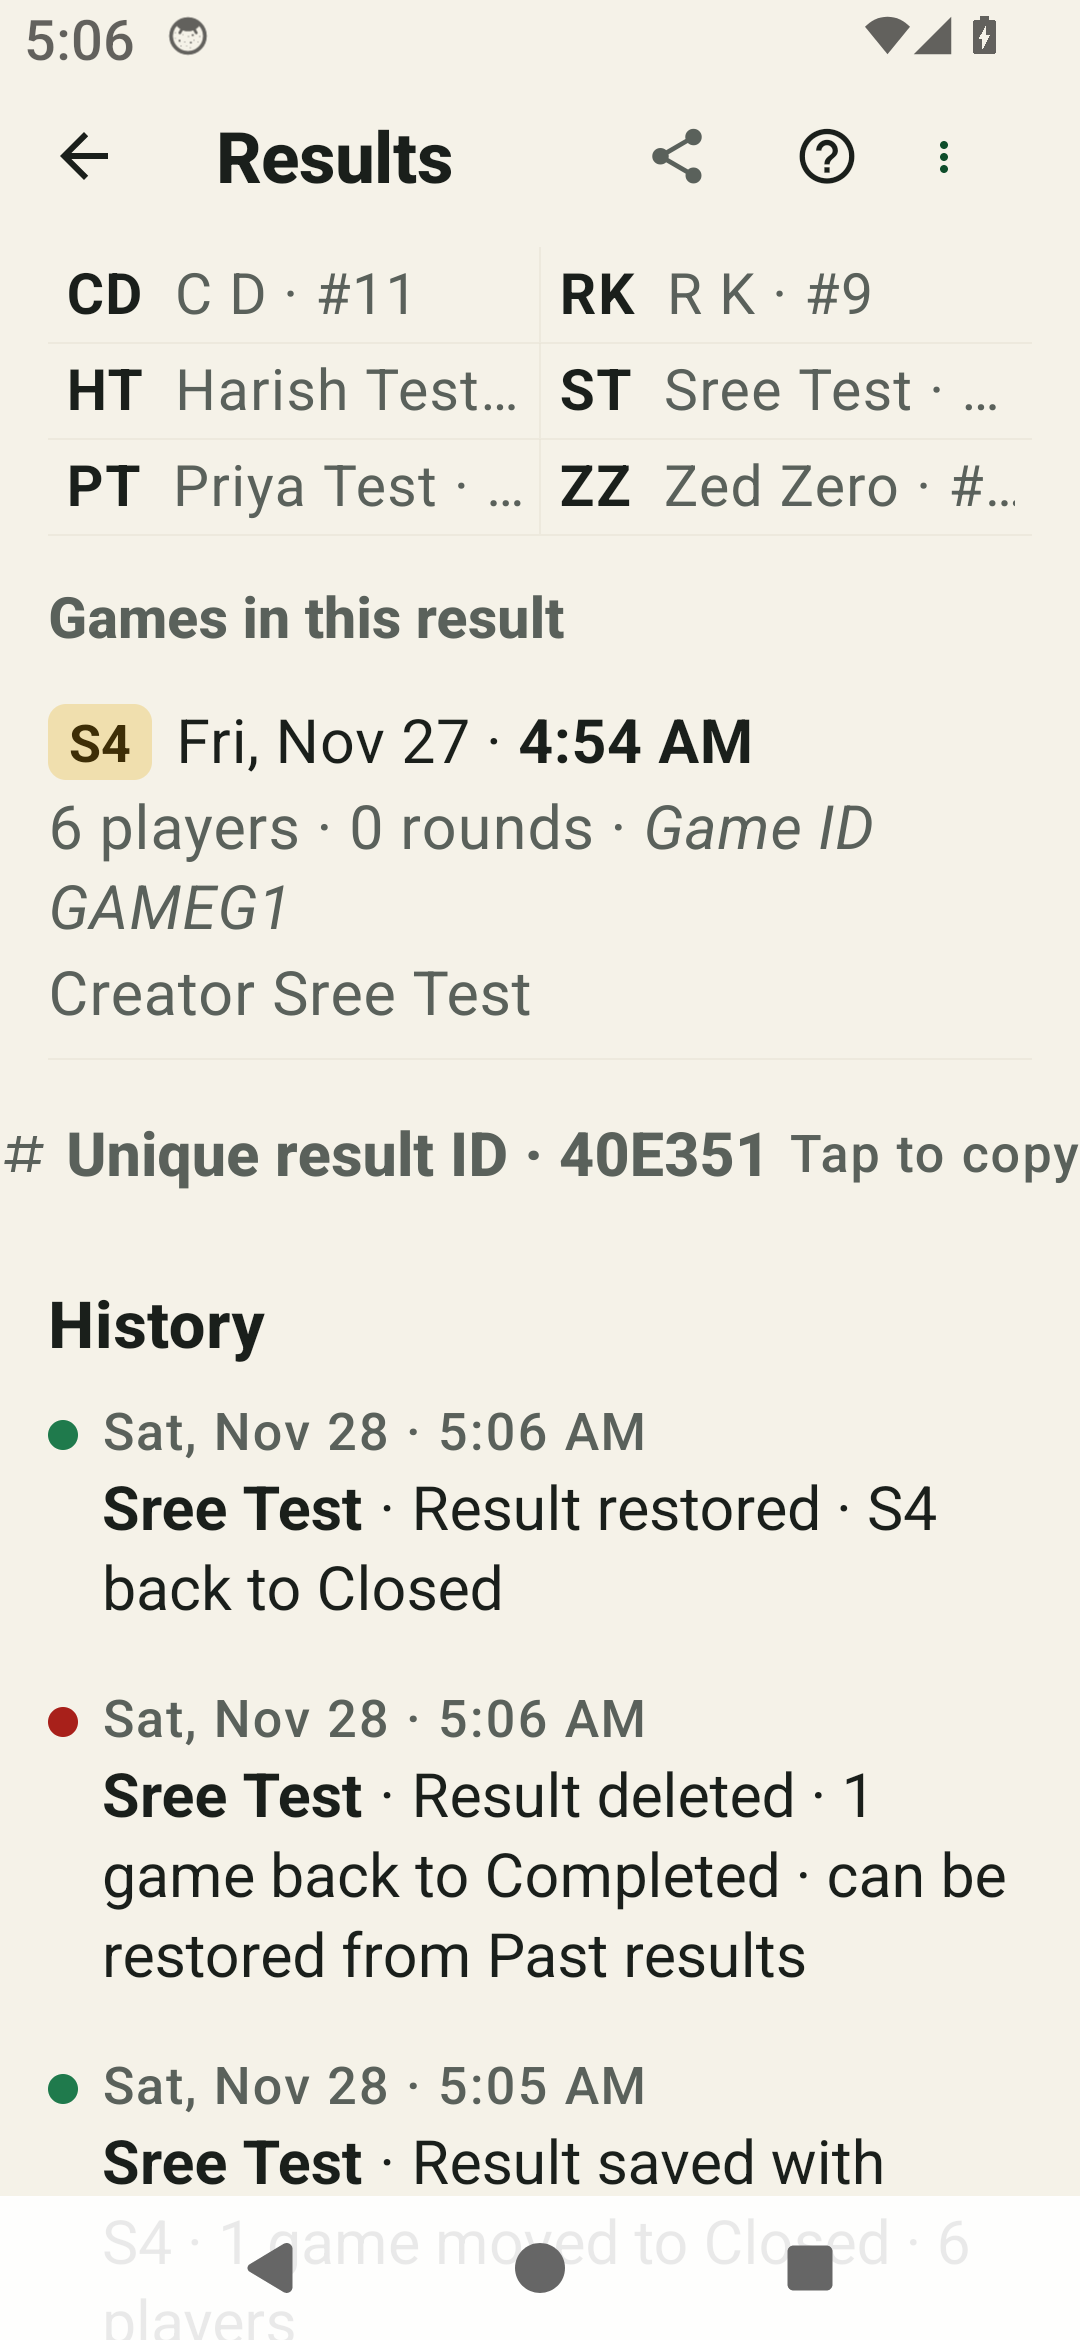 5:06
Results
CD C D · #11 RK R K · #9
HT Harish Test... ST Sree Test · ...
PT Priya Test · ... ZZ Zed Zero · #...
Games in this result
S4 Fri, Nov 27 · 4:54 AM
6 players · 0 rounds · Game ID
GAMEG1
Creator Sree Test
# Unique result ID · 40E351 Tap to copy
History
Sat, Nov 28 · 5:06 AM
Sree Test · Result restored · S4
back to Closed
Sat, Nov 28 · 5:06 AM
Sree Test · Result deleted · 1
game back to Completed · can be
restored from Past results
Sat, Nov 28 · 5:05 AM
Sree Test · Result saved with
S4 · 1 game moved to Closed · 6
players